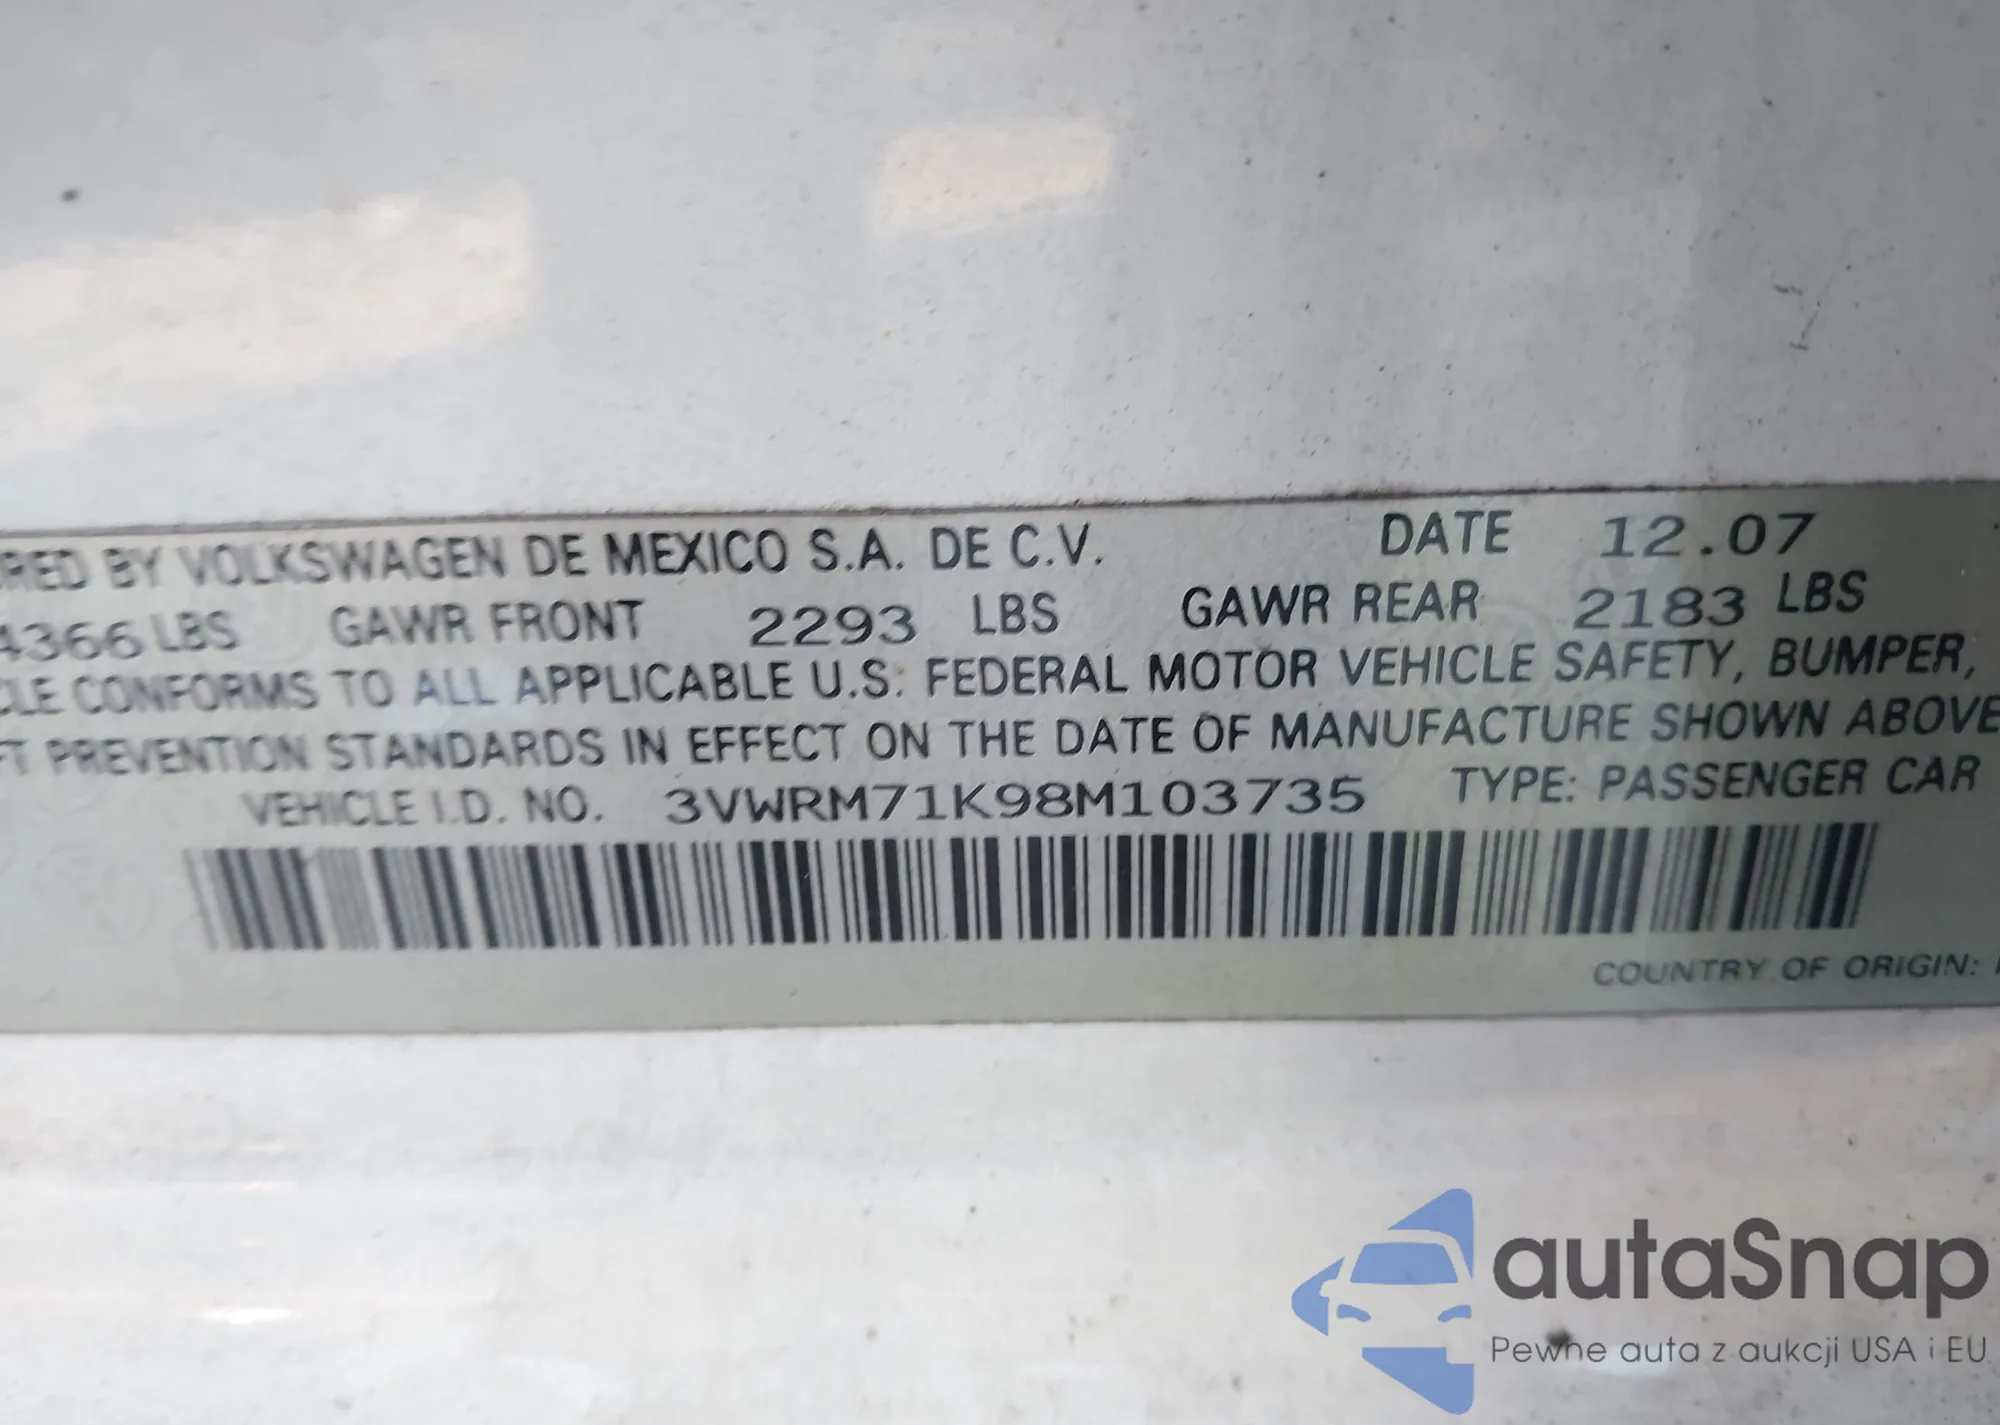 RED BY VOLKSWAGEN DE MEXICO S.A. DE C.V. DATE 12.07
4366 LBS GAWR FRONT 2293 LBS GAWR REAR 2183 LBS
CLE CONFORMS TO ALL APPLICABLE U.S. FEDERAL MOTOR VEHICLE SAFETY, BUMPER,
FT PREVENTION STANDARDS IN EFFECT ON THE DATE OF MANUFACTURE SHOWN ABOVE
VEHICLE I.D. NO. 3VWRM71K98M103735 TYPE: PASSENGER CAR
COUNTRY OF ORIGIN:
autaSnap
Pewne auta z aukcji USA i EU